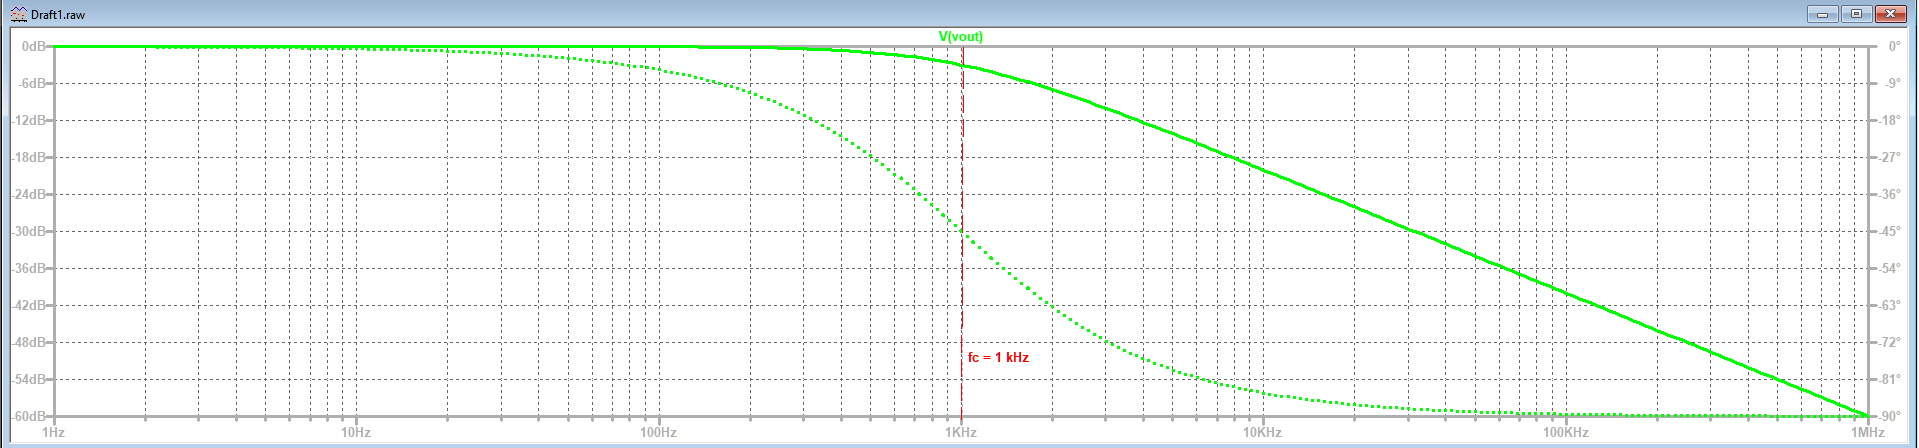 Draft1.raw
V(vout)
0dB
-6dB
-12dB
-18dB
-24dB
-30dB
-36dB
-42dB
-48dB
-54dB
-60dB
0°
-9°
-18°
-27°
-36°
-45°
-54°
-63°
-72°
-81°
-90°
fc = 1 kHz
1Hz 10Hz 100Hz 1KHz 10KHz 100KHz 1MHz